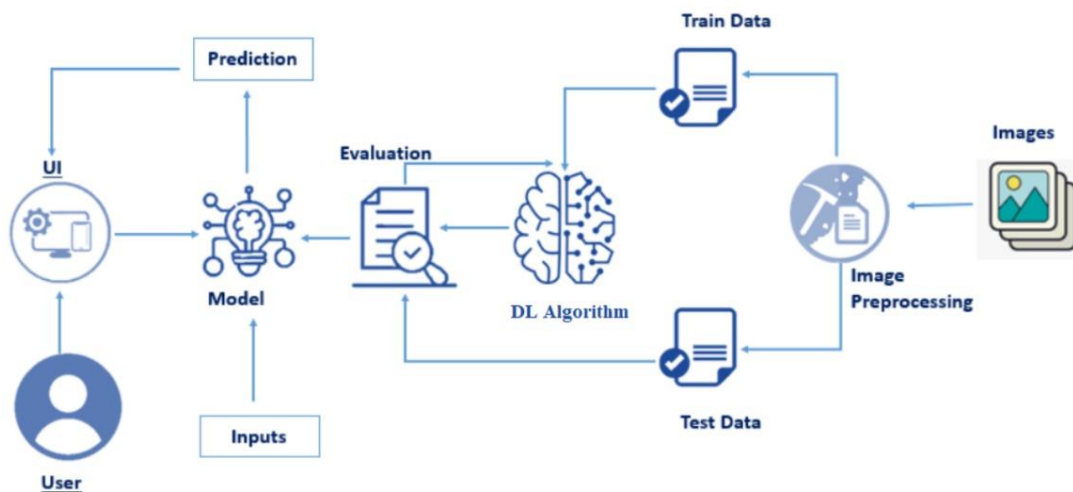 Train Data
Prediction
Images
Evaluation
UI
Image
Preprocessing
Model
DL Algorithm
Test Data
Inputs
User